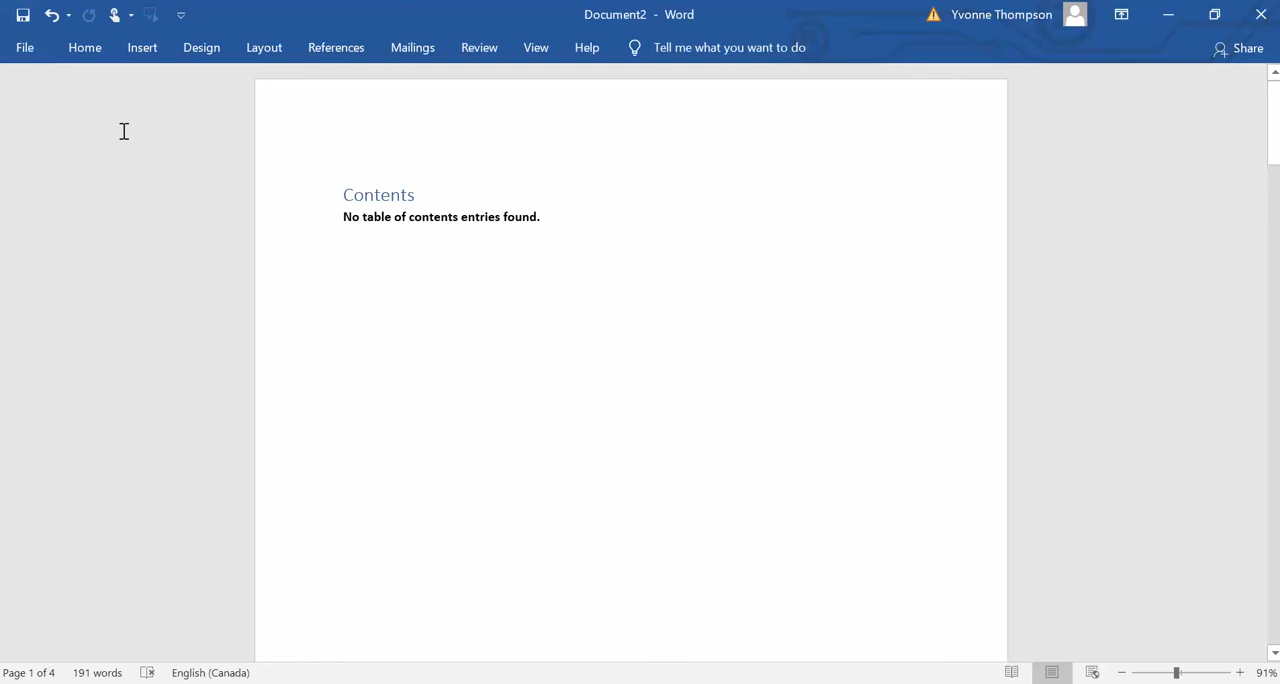 Document2 - Word
Yvonne Thompson
File Home Insert Design Layout References Mailings Review View Help Tell me what you want to do Share
Contents
No table of contents entries found.
Page 1 of 4 191 words English (Canada) 91%